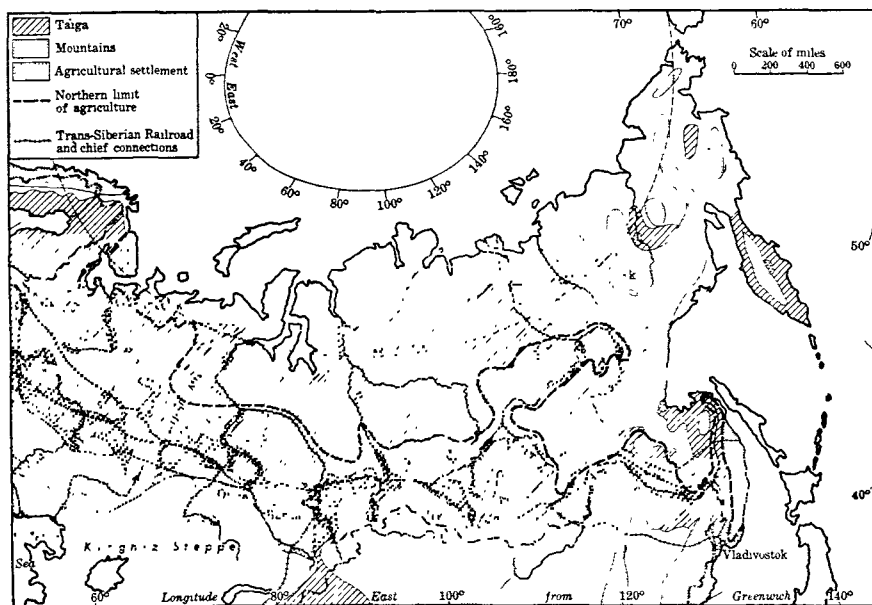 Taiga
Mountains
Agricultural settlement
Northern limit
of agriculture
Trans-Siberian Railroad
and chief connections
20°
West
0°
East
20°
40°
60°
80°
100°
120°
140°
160°
180°
160°
70°
60°
Scale of miles
0 200 400 600
50°
40°
Kirghiz Steppe
Sea
Vladivostok
60°
Longitude
80°
East
100°
from
120°
Greenwich
140°